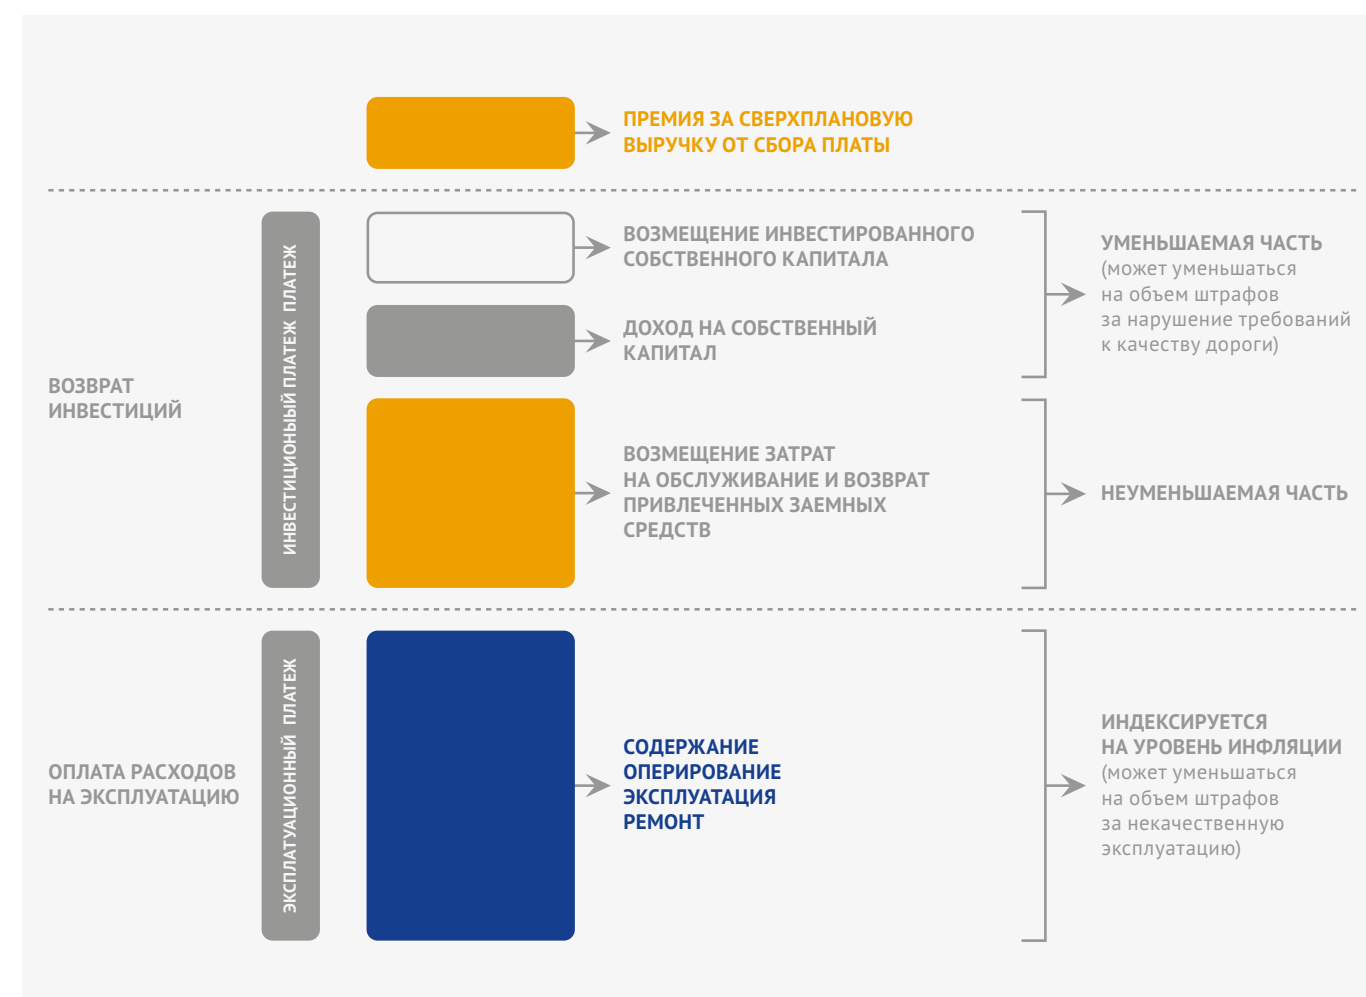 ПРЕМИЯ ЗА СВЕРХПЛАНОВУЮ
ВЫРУЧКУ ОТ СБОРА ПЛАТЫ
ВОЗВРАТ
ИНВЕСТИЦИЙ
ИНВЕСТИЦИОНЫЫЙ ПЛАТЕЖ ПЛАТЕЖ
ВОЗМЕЩЕНИЕ ИНВЕСТИРОВАННОГО
СОБСТВЕННОГО КАПИТАЛА
ДОХОД НА СОБСТВЕННЫЙ
КАПИТАЛ
УМЕНЬШАЕМАЯ ЧАСТЬ
(может уменьшаться
на объем штрафов
за нарушение требований
к качеству дороги)
ВОЗМЕЩЕНИЕ ЗАТРАТ
НА ОБСЛУЖИВАНИЕ И ВОЗВРАТ
ПРИВЛЕЧЕННЫХ ЗАЕМНЫХ
СРЕДСТВ
НЕУМЕНЬШАЕМАЯ ЧАСТЬ
ОПЛАТА РАСХОДОВ
НА ЭКСПЛУАТАЦИЮ
ЭКСПЛАТУАЦИОННЫЙ ПЛАТЕЖ
СОДЕРЖАНИЕ
ОПЕРИРОВАНИЕ
ЭКСПЛУАТАЦИЯ
РЕМОНТ
ИНДЕКСИРУЕТСЯ
НА УРОВЕНЬ ИНФЛЯЦИИ
(может уменьшаться
на объем штрафов
за некачественную
эксплуатацию)